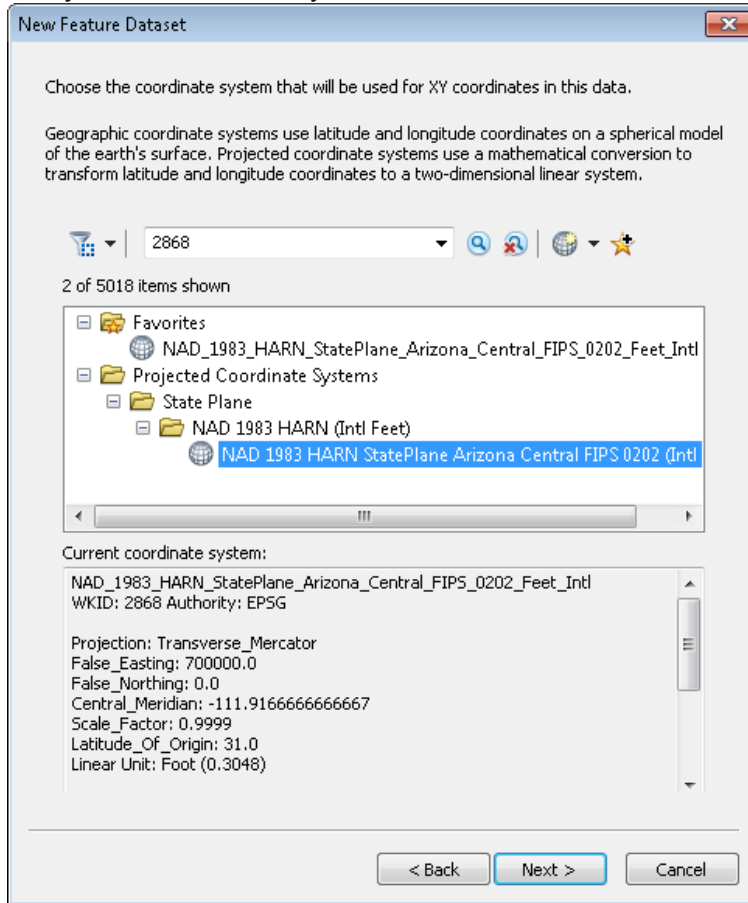 New Feature Dataset
Choose the coordinate system that will be used for XY coordinates in this data.
Geographic coordinate systems use latitude and longitude coordinates on a spherical model
of the earth's surface. Projected coordinate systems use a mathematical conversion to
transform latitude and longitude coordinates to a two-dimensional linear system.
2868
2 of 5018 items shown
Favorites
NAD_1983_HARN_StatePlane_Arizona_Central_FIPS_0202_Feet_Intl
Projected Coordinate Systems
State Plane
NAD 1983 HARN (Intl Feet)
NAD 1983 HARN StatePlane Arizona Central FIPS 0202 (Intl
Current coordinate system:
NAD_1983_HARN_StatePlane_Arizona_Central_FIPS_0202_Feet_Intl
WKID: 2868 Authority: EPSG
Projection: Transverse_Mercator
False_Easting: 700000.0
False_Northing: 0.0
Central_Meridian: -111.9166666666667
Scale_Factor: 0.9999
Latitude_Of_Origin: 31.0
Linear Unit: Foot (0.3048)
< Back Next > Cancel